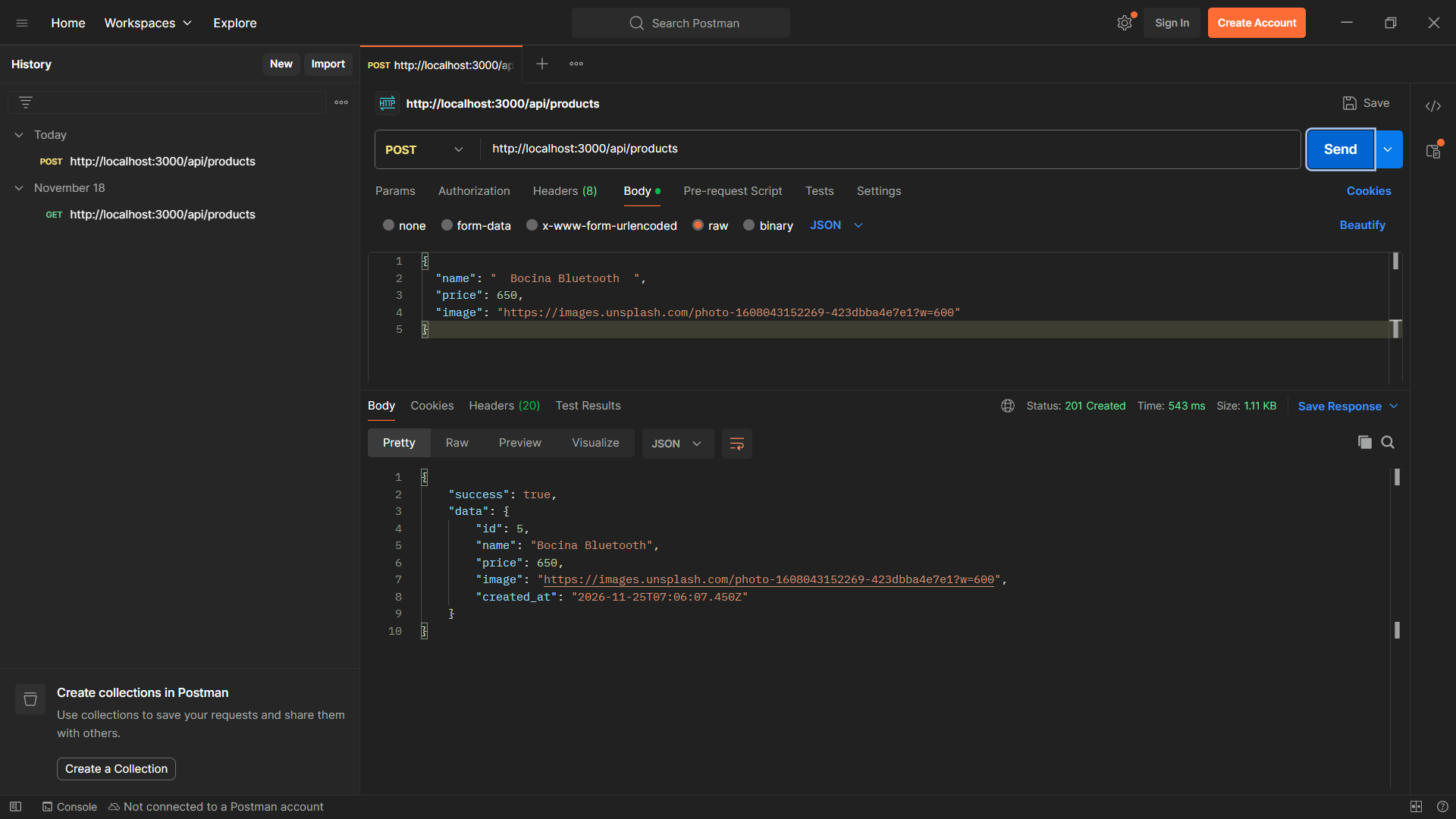 Home Workspaces Explore Search Postman Sign In Create Account
History New Import POST http://localhost:3000/ap
HTTP http://localhost:3000/api/products Save
Today
POST http://localhost:3000/api/products
November 18
GET http://localhost:3000/api/products
POST http://localhost:3000/api/products Send
Params Authorization Headers (8) Body Pre-request Script Tests Settings Cookies
none form-data x-www-form-urlencoded raw binary JSON Beautify
1 {
2 "name": "  Bocina Bluetooth  ",
3 "price": 650,
4 "image": "https://images.unsplash.com/photo-1608043152269-423dbba4e7e1?w=600"
5 }
Body Cookies Headers (20) Test Results Status: 201 Created Time: 543 ms Size: 1.11 KB Save Response
Pretty Raw Preview Visualize JSON
1 {
2 "success": true,
3 "data": {
4 "id": 5,
5 "name": "Bocina Bluetooth",
6 "price": 650,
7 "image": "https://images.unsplash.com/photo-1608043152269-423dbba4e7e1?w=600",
8 "created_at": "2026-11-25T07:06:07.450Z"
9 }
10 }
Create collections in Postman
Use collections to save your requests and share them
with others.
Create a Collection
Console Not connected to a Postman account